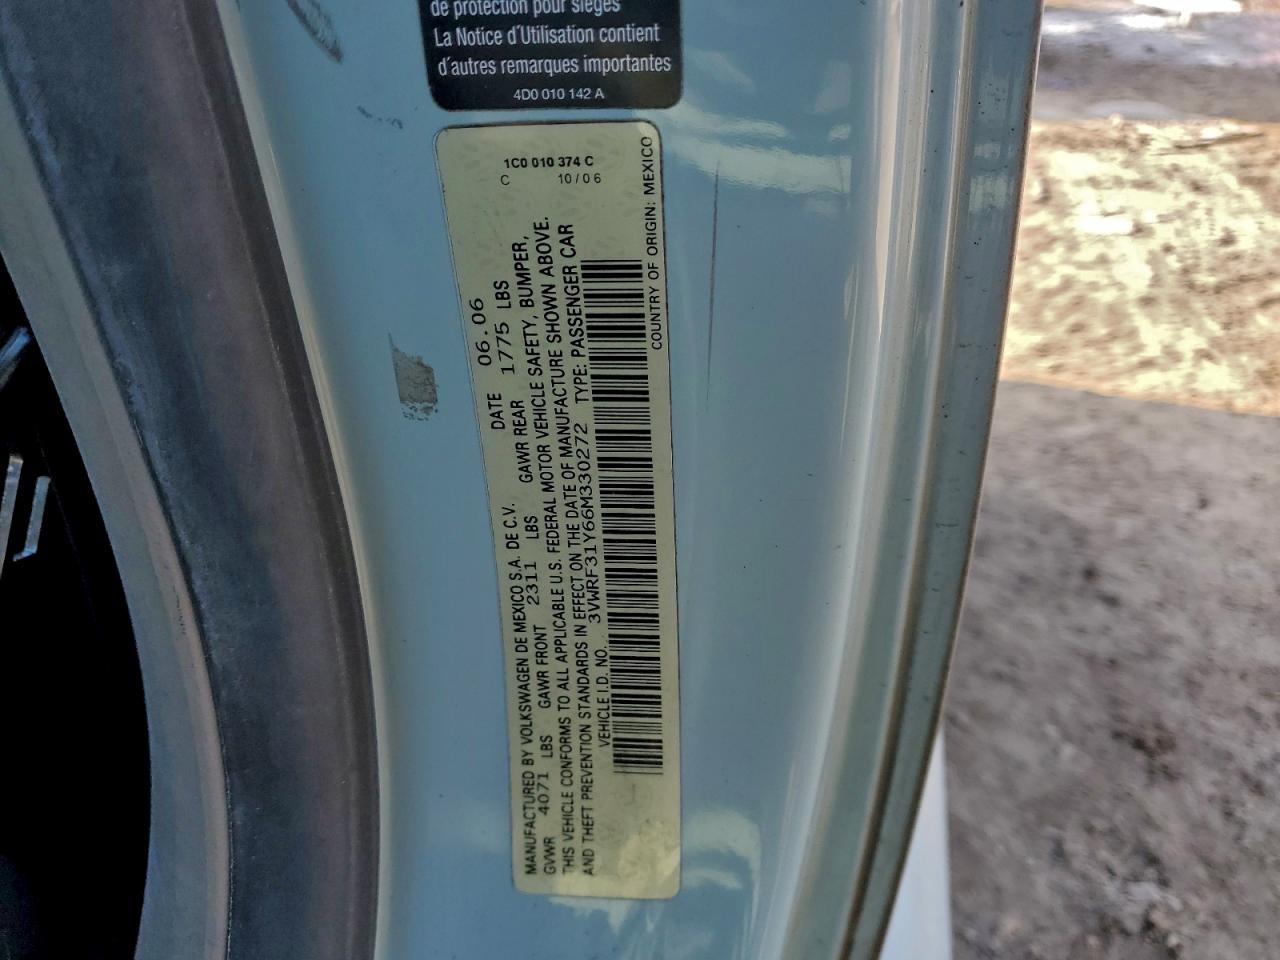 de protection pour sièges
La Notice d'Utilisation contient
d'autres remarques importantes
4D0 010 142 A
1C0 010 374 C
C 10/06
MANUFACTURED BY VOLKSWAGEN DE MEXICO S.A. DE C.V. DATE 06.06
GVWR 4071 LBS GAWR FRONT 2311 LBS GAWR REAR 1775 LBS
THIS VEHICLE CONFORMS TO ALL APPLICABLE U.S. FEDERAL MOTOR VEHICLE SAFETY, BUMPER,
AND THEFT PREVENTION STANDARDS IN EFFECT ON THE DATE OF MANUFACTURE SHOWN ABOVE.
VEHICLE I.D. NO.: 3VWRF31Y66M330272 TYPE: PASSENGER CAR
COUNTRY OF ORIGIN: MEXICO